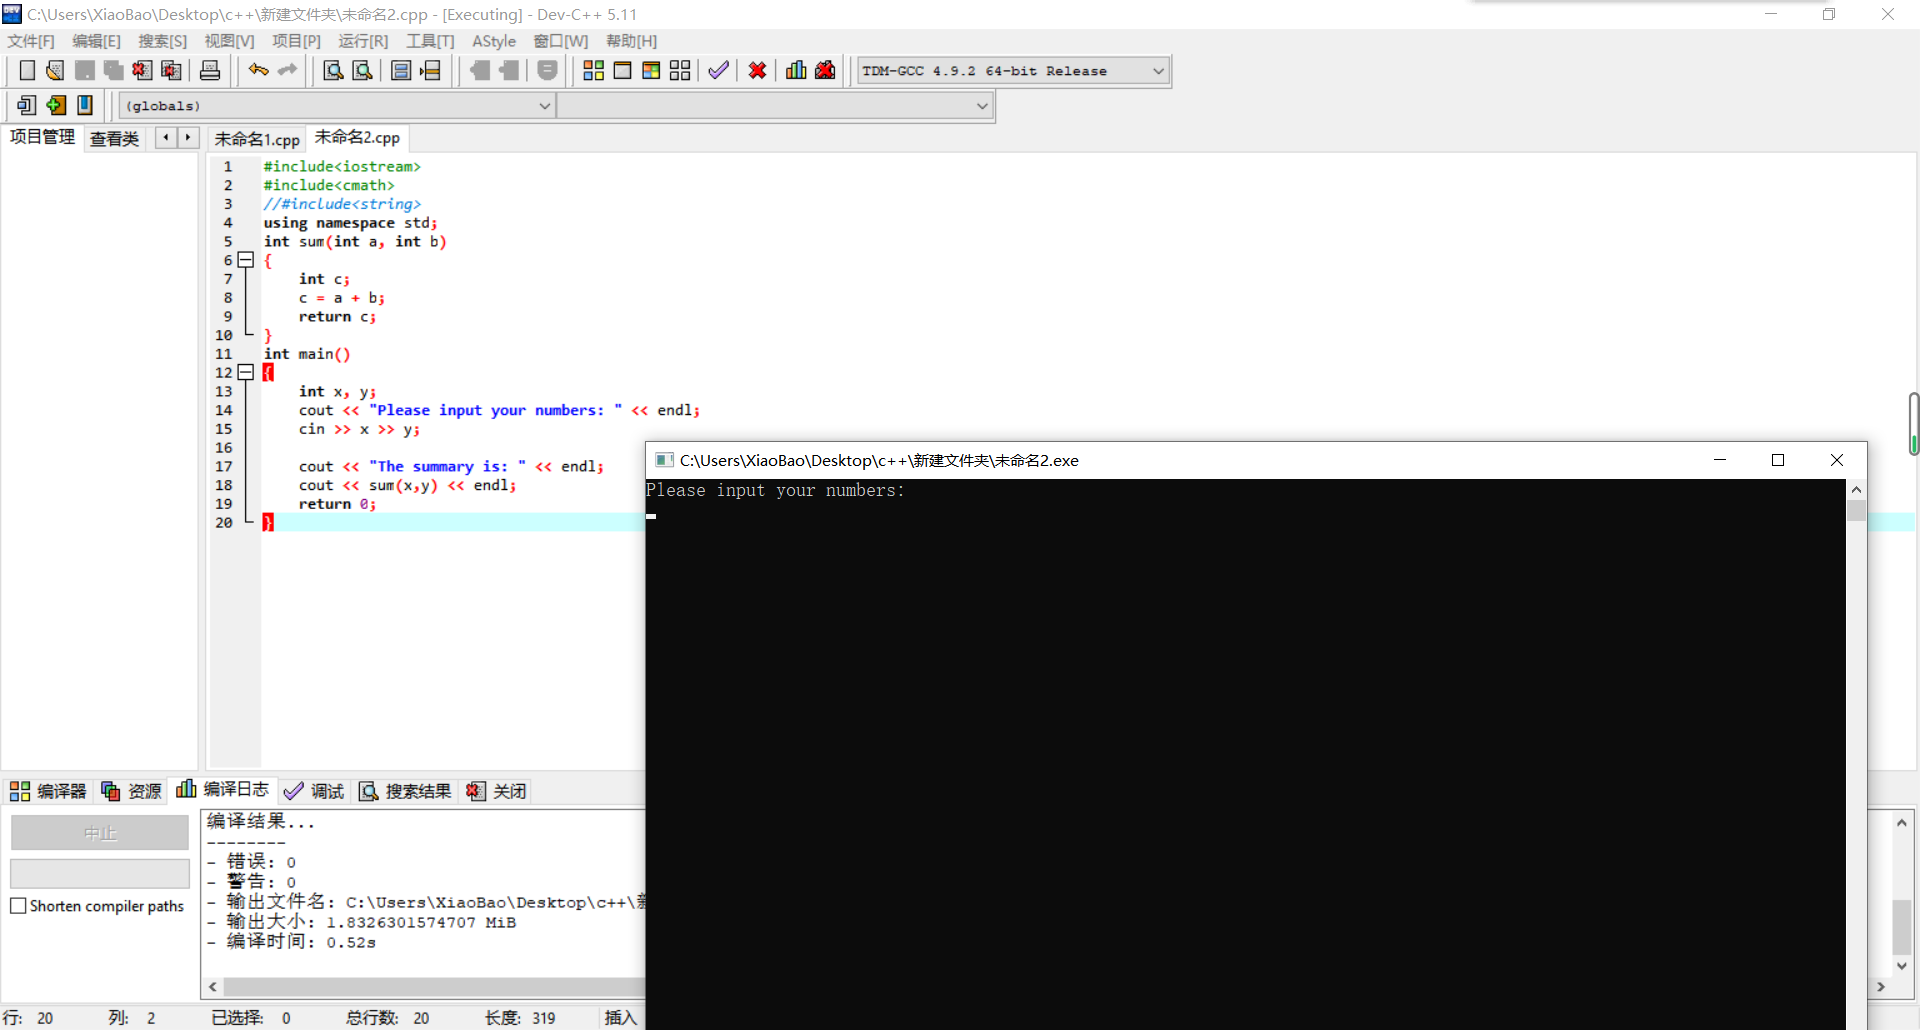 C:\Users\XiaoBao\Desktop\c++\新建文件夹\未命名2.cpp - [Executing] - Dev-C++ 5.11
文件[F] 编辑[E] 搜索[S] 视图[V] 项目[P] 运行[R] 工具[T] AStyle 窗口[W] 帮助[H]
TDM-GCC 4.9.2 64-bit Release
(globals)
项目管理 查看类 未命名1.cpp 未命名2.cpp
1 #include<iostream>
2 #include<cmath>
3 //#include<string>
4 using namespace std;
5 int sum(int a, int b)
6 {
7 int c;
8 c = a + b;
9 return c;
10 }
11 int main()
12 {
13 int x, y;
14 cout << "Please input your numbers: " << endl;
15 cin >> x >> y;
16
17 cout << "The summary is: " << endl;
18 cout << sum(x,y) << endl;
19 return 0;
20 }
C:\Users\XiaoBao\Desktop\c++\新建文件夹\未命名2.exe
Please input your numbers:
编译器 资源 编译日志 调试 搜索结果 关闭
中止
Shorten compiler paths
编译结果...
--------
- 错误: 0
- 警告: 0
- 输出文件名: C:\Users\XiaoBao\Desktop\c++\
- 输出大小: 1.8326301574707 MiB
- 编译时间: 0.52s
行: 20 列: 2 已选择: 0 总行数: 20 长度: 319 插入